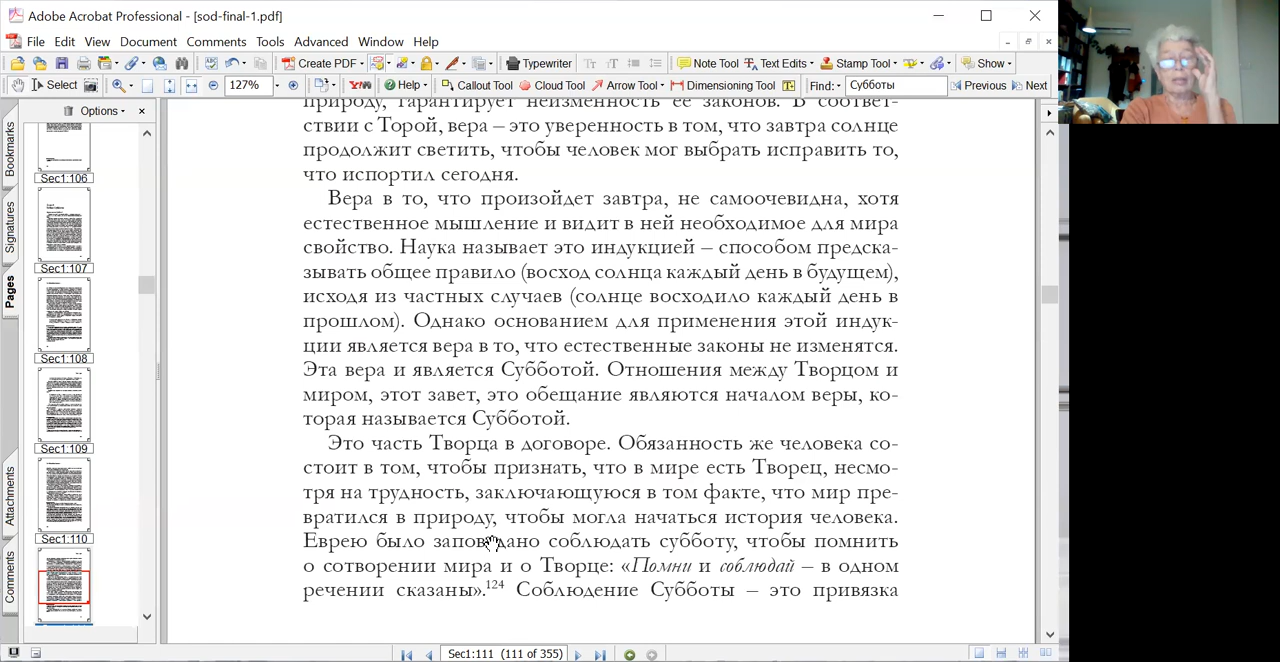 Adobe Acrobat Professional - [sod-final-1.pdf]
File Edit View Document Comments Tools Advanced Window Help
Create PDF Typewriter Note Tool Text Edits Stamp Tool Show
Select 127% Help Callout Tool Cloud Tool Arrow Tool Dimensioning Tool Find: Субботы Previous Next
Options
Bookmarks
Signatures
Pages
Attachments
Comments
Sec1:106
Sec1:107
Sec1:108
Sec1:109
Sec1:110
природу, гарантирует неизменность ее законов. В соответ-
ствии с Торой, вера – это уверенность в том, что завтра солнце
продолжит светить, чтобы человек мог выбрать исправить то,
что испортил сегодня.
Вера в то, что произойдет завтра, не самоочевидна, хотя
естественное мышление и видит в ней необходимое для мира
свойство. Наука называет это индукцией – способом предска-
зывать общее правило (восход солнца каждый день в будущем),
исходя из частных случаев (солнце восходило каждый день в
прошлом). Однако основанием для применения этой индук-
ции является вера в то, что естественные законы не изменятся.
Эта вера и является Субботой. Отношения между Творцом и
миром, этот завет, это обещание являются началом веры, ко-
торая называется Субботой.
Это часть Творца в договоре. Обязанность же человека со-
стоит в том, чтобы признать, что в мире есть Творец, несмо-
тря на трудность, заключающуюся в том факте, что мир пре-
вратился в природу, чтобы могла начаться история человека.
Еврею было заповедано соблюдать субботу, чтобы помнить
о сотворении мира и о Творце: «Помни и соблюдай – в одном
речении сказаны».124 Соблюдение Субботы – это привязка
Sec1:111 (111 of 355)